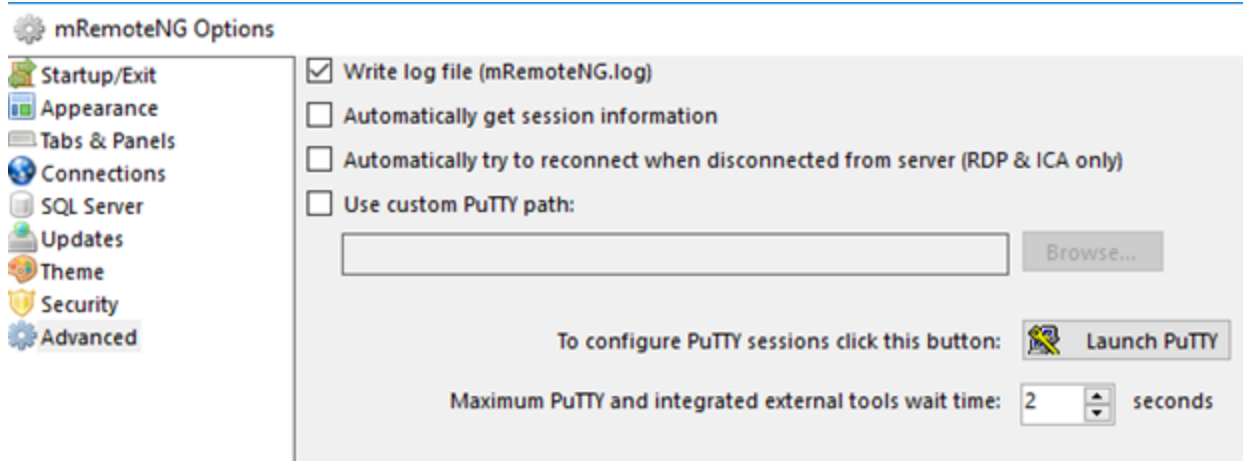 mRemoteNG Options
Startup/Exit
Appearance
Tabs & Panels
Connections
SQL Server
Updates
Theme
Security
Advanced
Write log file (mRemoteNG.log)
Automatically get session information
Automatically try to reconnect when disconnected from server (RDP & ICA only)
Use custom PuTTY path:
Browse...
To configure PuTTY sessions click this button: Launch PuTTY
Maximum PuTTY and integrated external tools wait time: 2 seconds